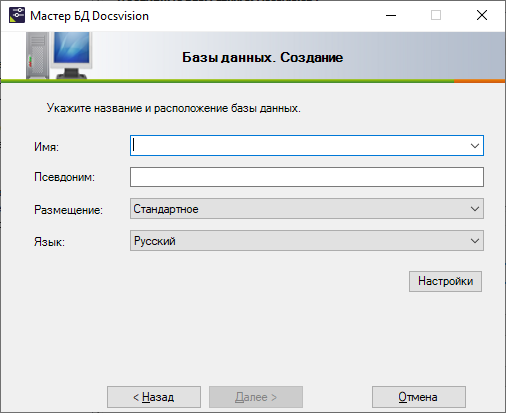 Мастер БД Docsvision
Базы данных. Создание
Укажите название и расположение базы данных.
Имя:
Псевдоним:
Размещение: Стандартное
Язык: Русский
Настройки
< Назад Далее > Отмена